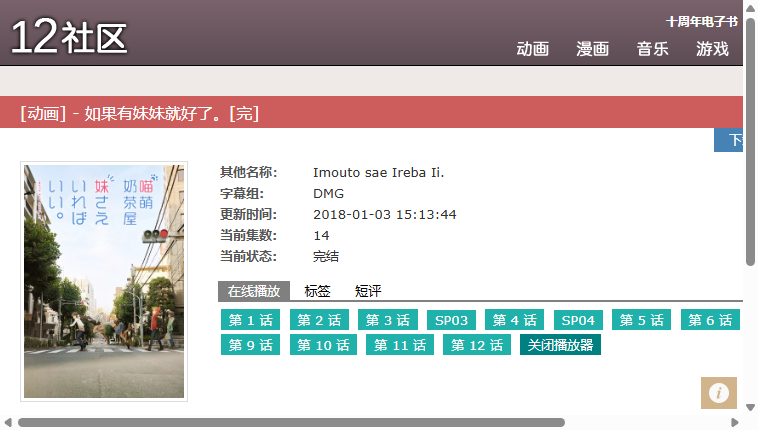 12社区
十周年电子书
动画 漫画 音乐 游戏
[动画] - 如果有妹妹就好了。[完]
下
喵萌
奶茶屋
妹さえ
いれば
いい。
其他名称: Imouto sae Ireba Ii.
字幕组: DMG
更新时间: 2018-01-03 15:13:44
当前集数: 14
当前状态: 完结
在线播放 标签 短评
第 1 话 第 2 话 第 3 话 SP03 第 4 话 SP04 第 5 话 第 6 话
第 9 话 第 10 话 第 11 话 第 12 话 关闭播放器